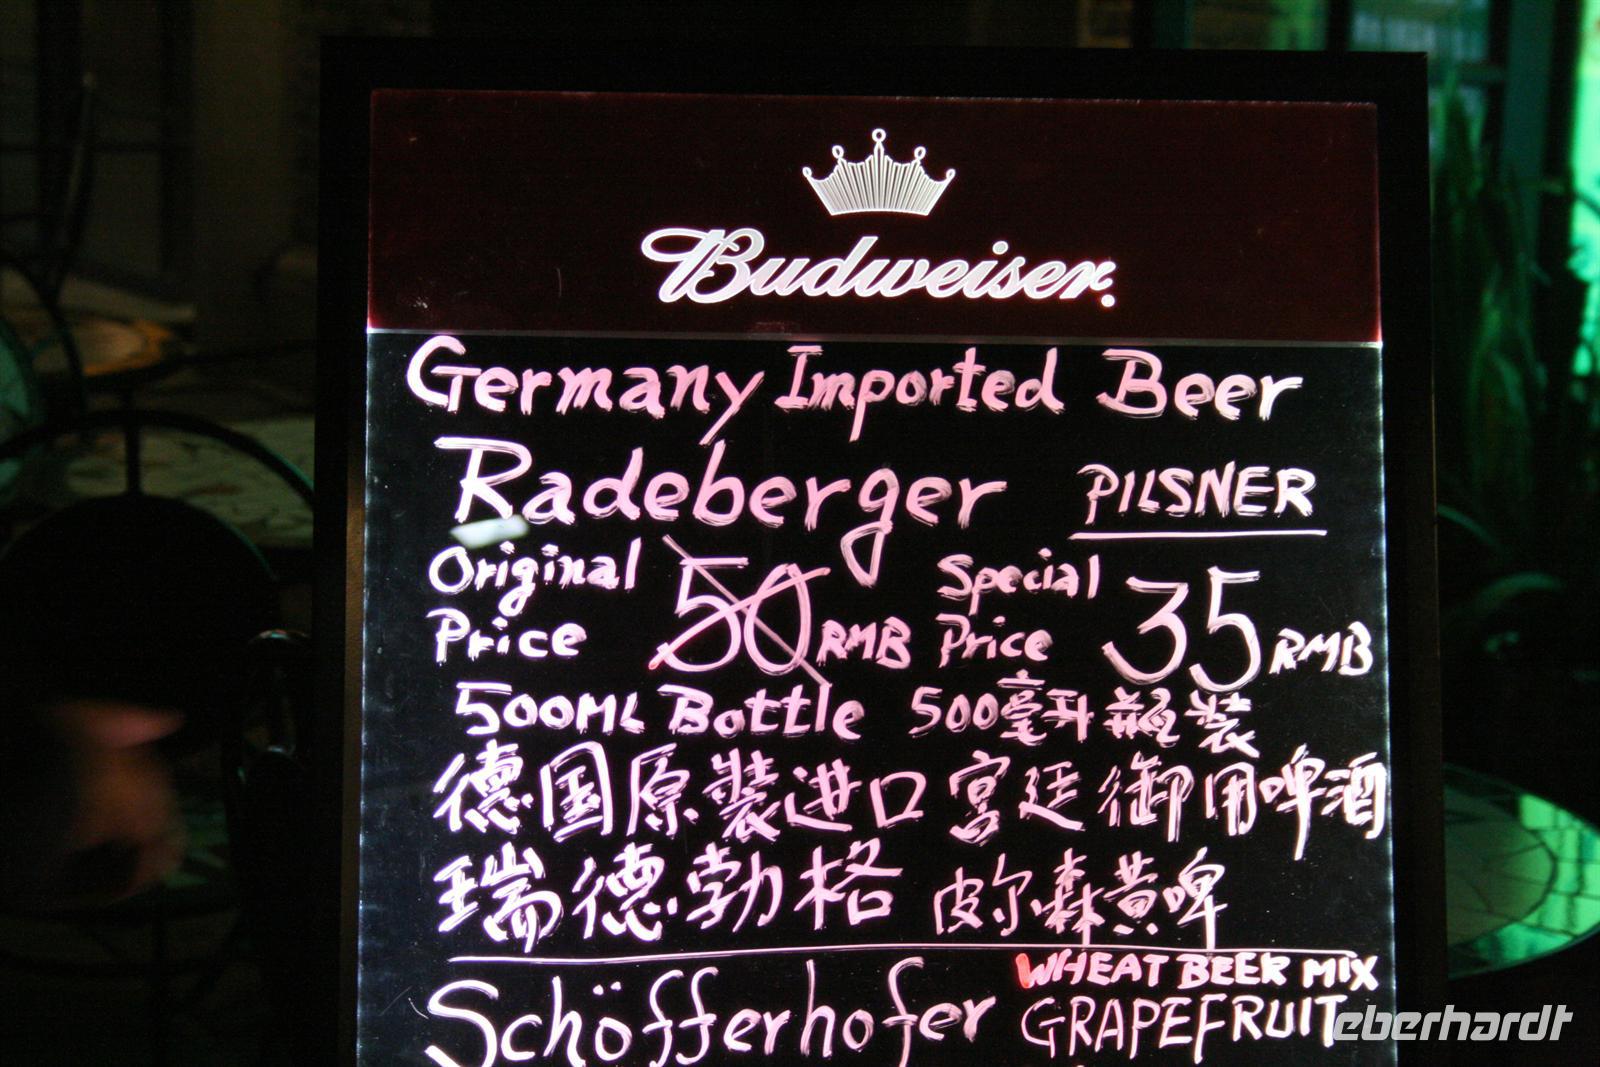 Budweiser.
Germany Imported Beer
Radeberger PILSNER
Original Price 50 RMB Special Price 35 RMB
500ML Bottle 500毫升瓶装
德国原装进口宫廷御用啤酒
瑞德勃格 皮尔森黄啤
Schöfferhofer WHEAT BEER MIX GRAPEFRUIT
eberhardt